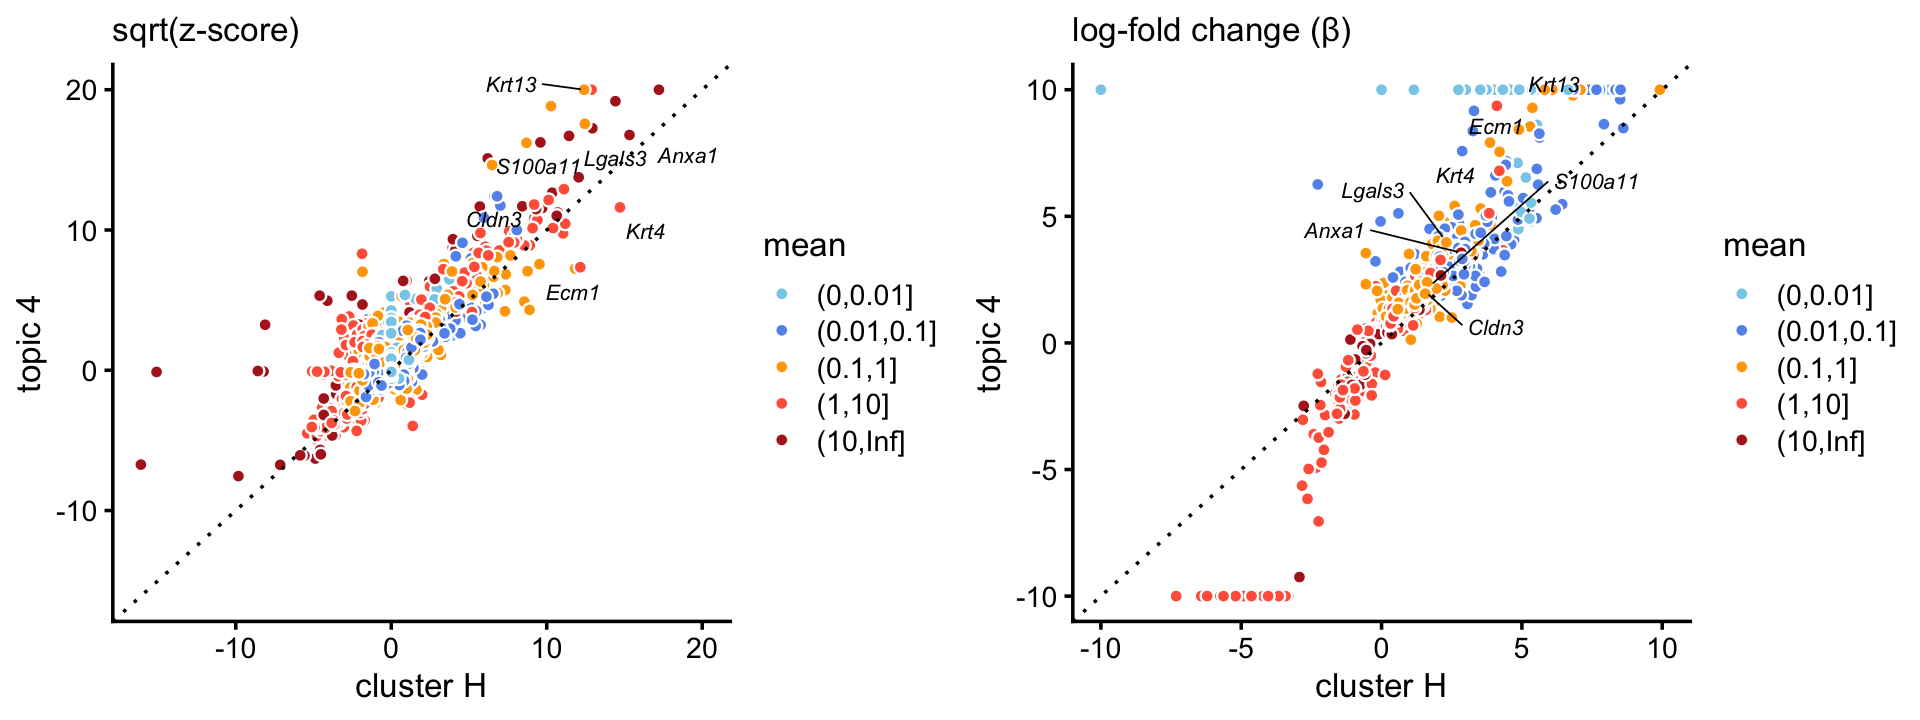 sqrt(z-score)
20
10
0
-10
topic 4
-10
0
10
20
cluster H
Krt13
S100a11
Lgals3
Anxa1
Cldn3
Krt4
Ecm1
mean
(0,0.01]
(0.01,0.1]
(0.1,1]
(1,10]
(10,Inf]
log-fold change (β)
10
5
0
-5
-10
topic 4
-10
-5
0
5
10
cluster H
Krt13
Ecm1
Krt4
Lgals3
S100a11
Anxa1
Cldn3
mean
(0,0.01]
(0.01,0.1]
(0.1,1]
(1,10]
(10,Inf]